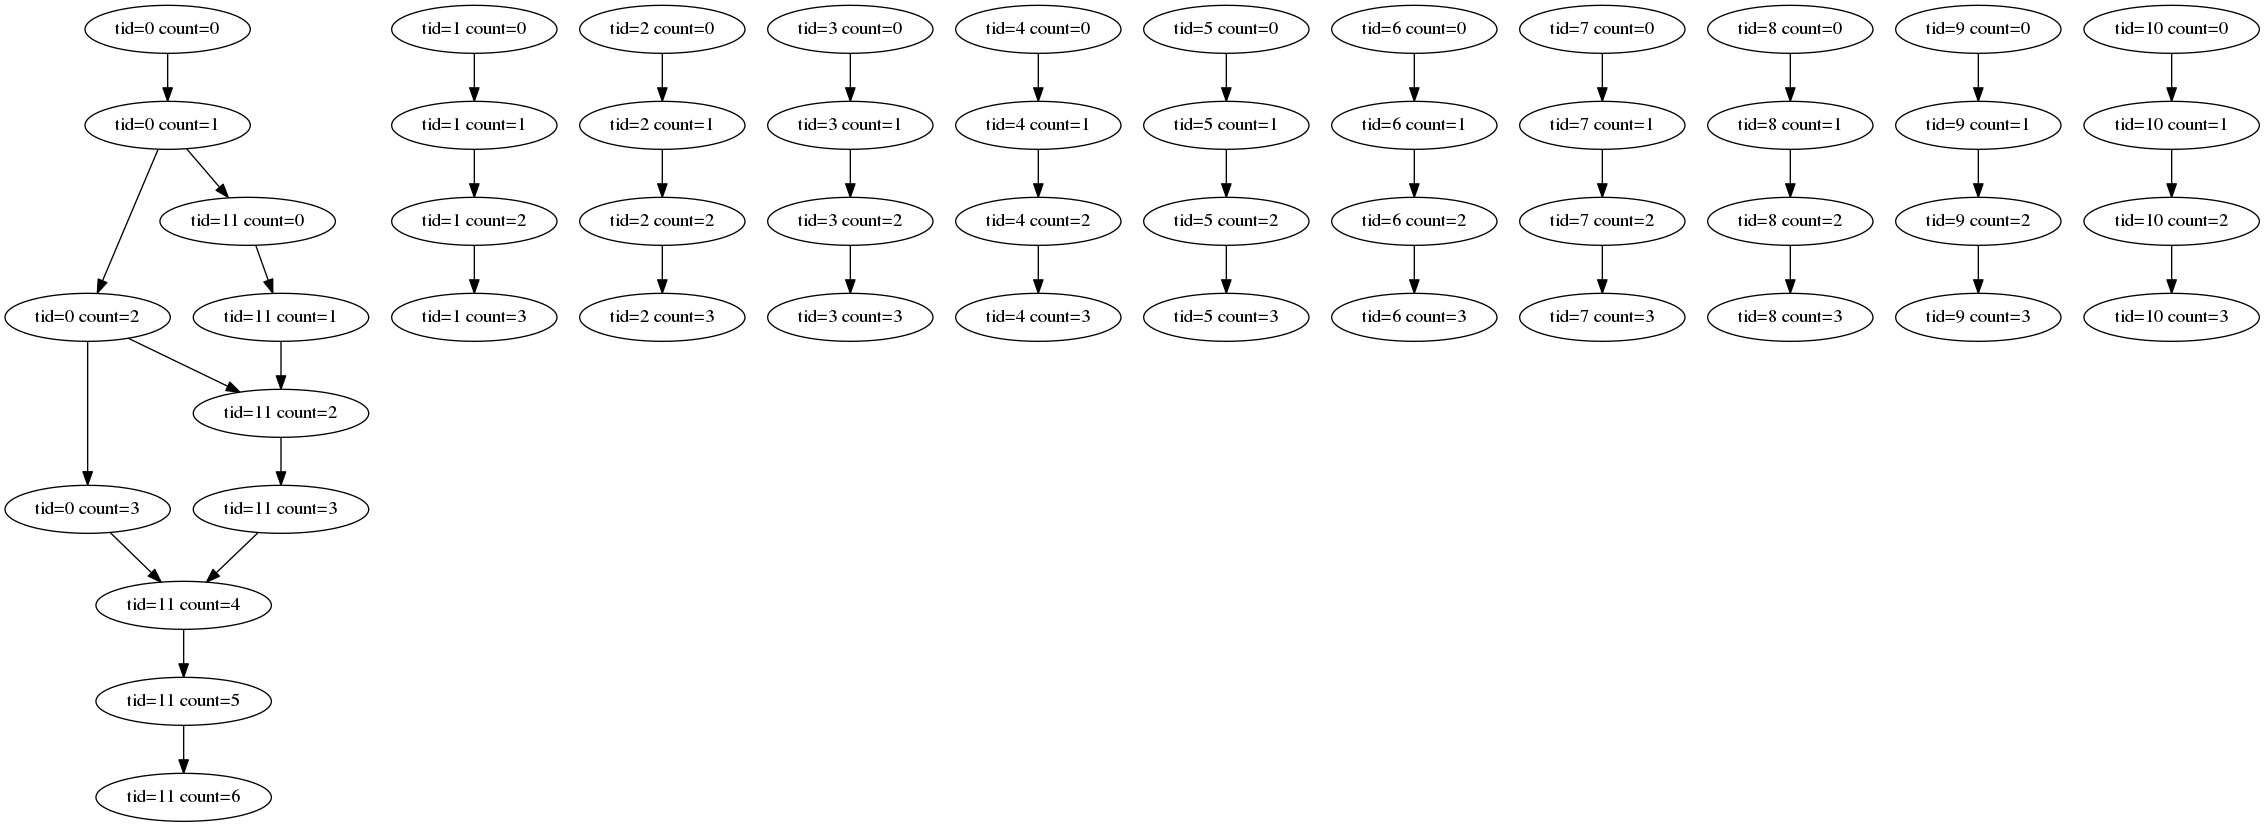 tid=0 count=0
tid=1 count=0
tid=2 count=0
tid=3 count=0
tid=4 count=0
tid=5 count=0
tid=6 count=0
tid=7 count=0
tid=8 count=0
tid=9 count=0
tid=10 count=0
tid=0 count=1
tid=1 count=1
tid=2 count=1
tid=3 count=1
tid=4 count=1
tid=5 count=1
tid=6 count=1
tid=7 count=1
tid=8 count=1
tid=9 count=1
tid=10 count=1
tid=11 count=0
tid=1 count=2
tid=2 count=2
tid=3 count=2
tid=4 count=2
tid=5 count=2
tid=6 count=2
tid=7 count=2
tid=8 count=2
tid=9 count=2
tid=10 count=2
tid=0 count=2
tid=11 count=1
tid=1 count=3
tid=2 count=3
tid=3 count=3
tid=4 count=3
tid=5 count=3
tid=6 count=3
tid=7 count=3
tid=8 count=3
tid=9 count=3
tid=10 count=3
tid=11 count=2
tid=0 count=3
tid=11 count=3
tid=11 count=4
tid=11 count=5
tid=11 count=6